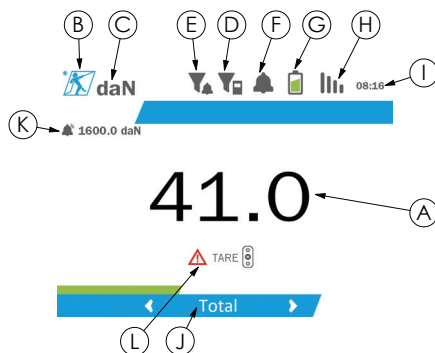 B C E D F G H I
daN 08:16
K 1600.0 daN
41.0 A
TARE
Total
L J